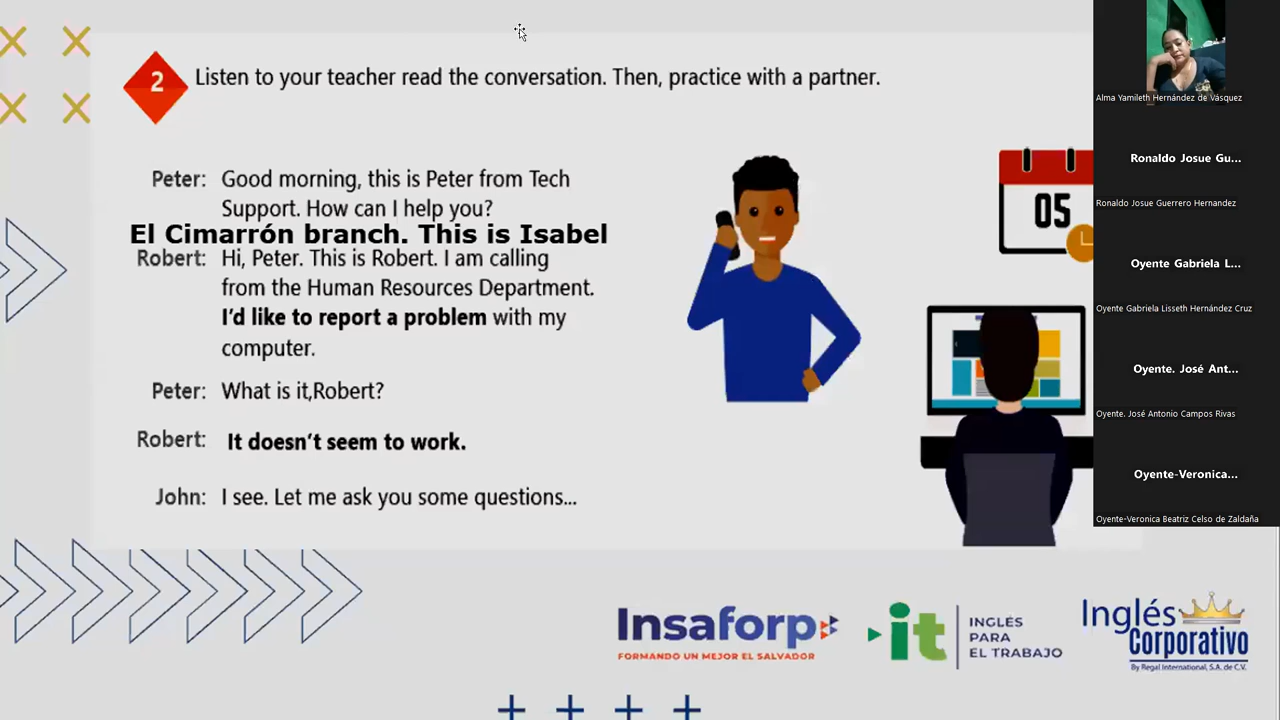 2 Listen to your teacher read the conversation. Then, practice with a partner.
Peter: Good morning, this is Peter from Tech
Support. How can I help you?
El Cimarrón branch. This is Isabel
Robert: Hi, Peter. This is Robert. I am calling
from the Human Resources Department.
I'd like to report a problem with my
computer.
Peter: What is it,Robert?
Robert: It doesn't seem to work.
John: I see. Let me ask you some questions...
05
Alma Yamileth Hernández de Vásquez
Ronaldo Josue Gu...
Ronaldo Josue Guerrero Hernandez
Oyente Gabriela L...
Oyente Gabriela Lisseth Hernández Cruz
Oyente. José Ant...
Oyente. José Antonio Campos Rivas
Oyente-Veronica...
Oyente-Veronica Beatriz Celso de Zaldaña
Insaforp
FORMANDO UN MEJOR EL SALVADOR
it
INGLÉS
PARA
EL TRABAJO
Inglés
Corporativo
By Regal International, S.A. de C.V.